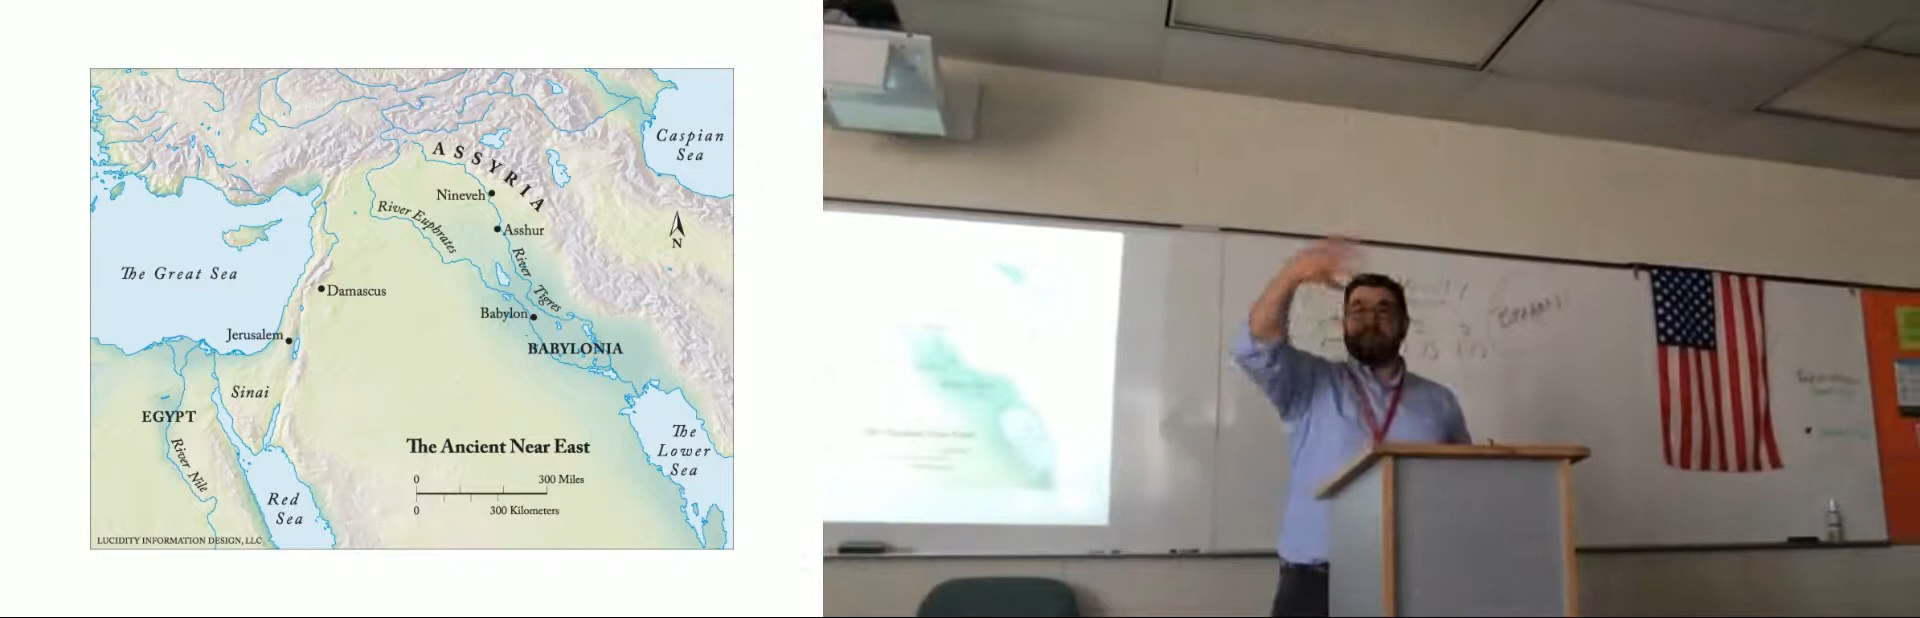 Caspian
Sea
ASSYRIA
Nineveh
River Euphrates
Asshur
N
River
Tigres
The Great Sea
Damascus
Babylon
Jerusalem
BABYLONIA
Sinai
EGYPT
River Nile
The
Lower
Sea
The Ancient Near East
0 300 Miles
0 300 Kilometers
Red
Sea
LUCIDITY INFORMATION DESIGN, LLC